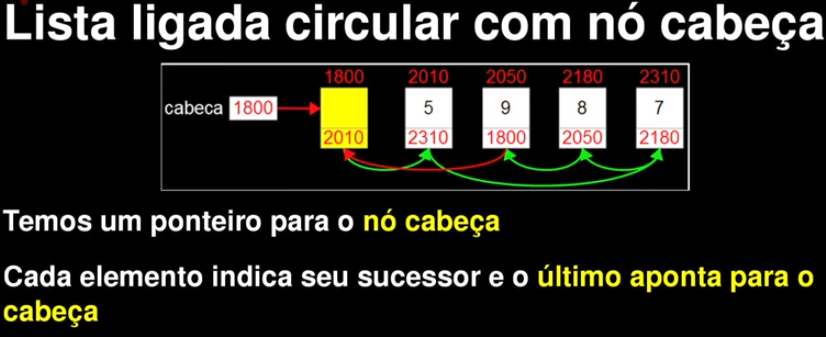 Lista ligada circular com nó cabeça
1800 2010 2050 2180 2310
cabeca 1800 5 9 8 7
2010 2310 1800 2050 2180
Temos um ponteiro para o nó cabeça
Cada elemento indica seu sucessor e o último aponta para o
cabeça